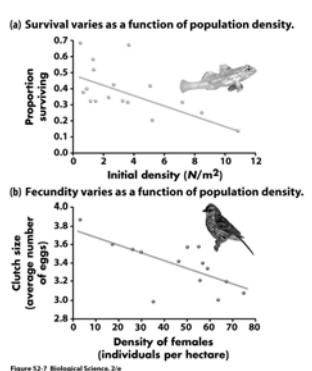 (a) Survival varies as a function of population density.
0.7
0.6
0.5
0.4
0.3
0.2
0.1
0.0
Proportion
surviving
0 2 4 6 8 10 12
Initial density (N/m²)
(b) Fecundity varies as a function of population density.
4.0
3.8
3.6
3.4
3.2
3.0
2.8
Clutch size
(average number
of eggs)
0 10 20 30 40 50 60 70 80
Density of females
(individuals per hectare)
Figure 52-7 Biological Science, 2/e